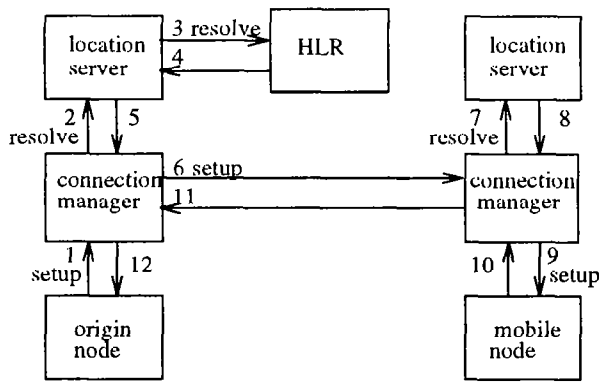 3 resolve
location
server
4
HLR
location
server
2
5
resolve
7
8
resolve
connection
manager
6 setup
11
connection
manager
1
12
setup
10
9
setup
origin
node
mobile
node